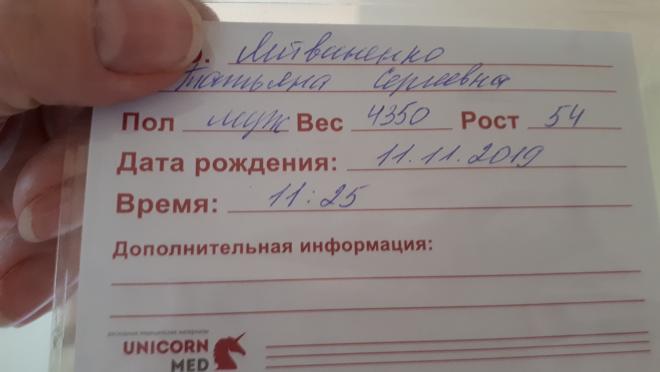 О. Литваненко
Татьяна Сергеевна
Пол муж Вес 4350 Рост 54
Дата рождения: 11.11.2019
Время: 11:25
Дополнительная информация:
UNICORN
MED